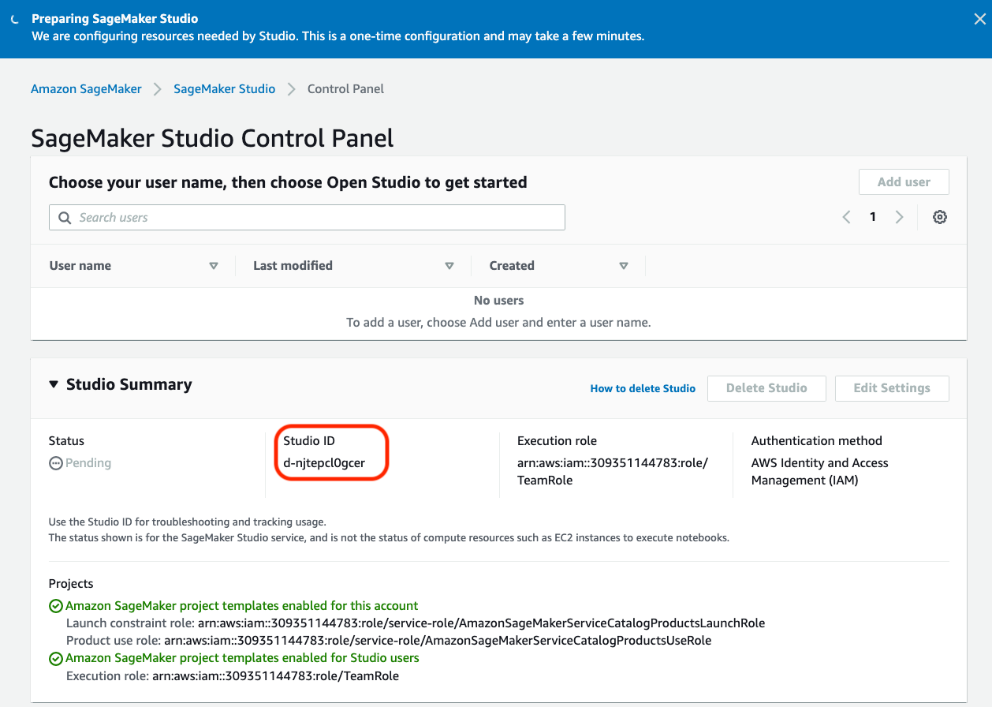 Preparing SageMaker Studio
We are configuring resources needed by Studio. This is a one-time configuration and may take a few minutes.
Amazon SageMaker > SageMaker Studio > Control Panel
SageMaker Studio Control Panel
Choose your user name, then choose Open Studio to get started
Add user
Search users
1
User name Last modified Created
No users
To add a user, choose Add user and enter a user name.
Studio Summary
How to delete Studio Delete Studio Edit Settings
Status
Pending
Studio ID
d-njtepcl0gcer
Execution role
arn:aws:iam::309351144783:role/
TeamRole
Authentication method
AWS Identity and Access
Management (IAM)
Use the Studio ID for troubleshooting and tracking usage.
The status shown is for the SageMaker Studio service, and is not the status of compute resources such as EC2 instances to execute notebooks.
Projects
Amazon SageMaker project templates enabled for this account
Launch constraint role: arn:aws:iam::309351144783:role/service-role/AmazonSageMakerServiceCatalogProductsLaunchRole
Product use role: arn:aws:iam::309351144783:role/service-role/AmazonSageMakerServiceCatalogProductsUseRole
Amazon SageMaker project templates enabled for Studio users
Execution role: arn:aws:iam::309351144783:role/TeamRole